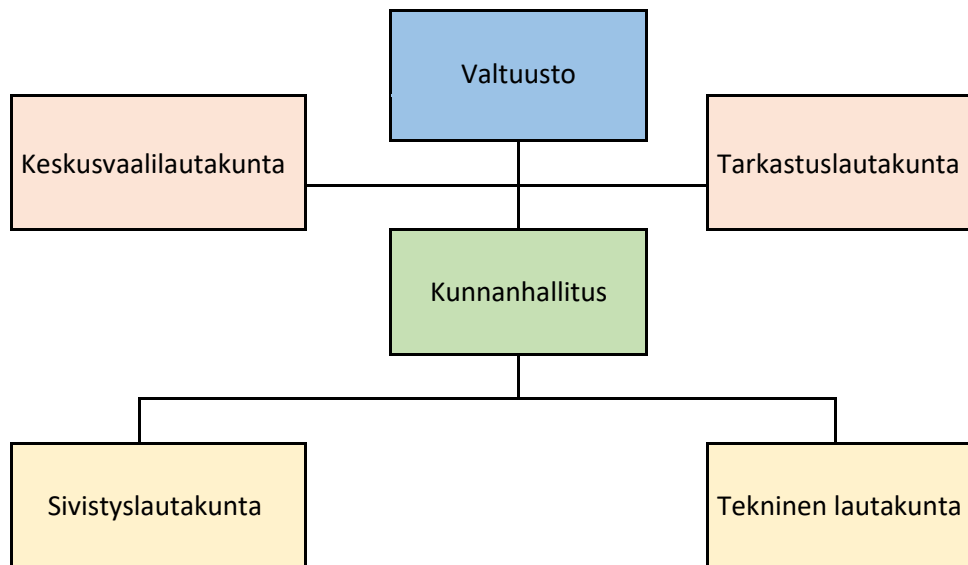 Valtuusto
Keskusvaalilautakunta
Tarkastuslautakunta
Kunnanhallitus
Sivistyslautakunta
Tekninen lautakunta